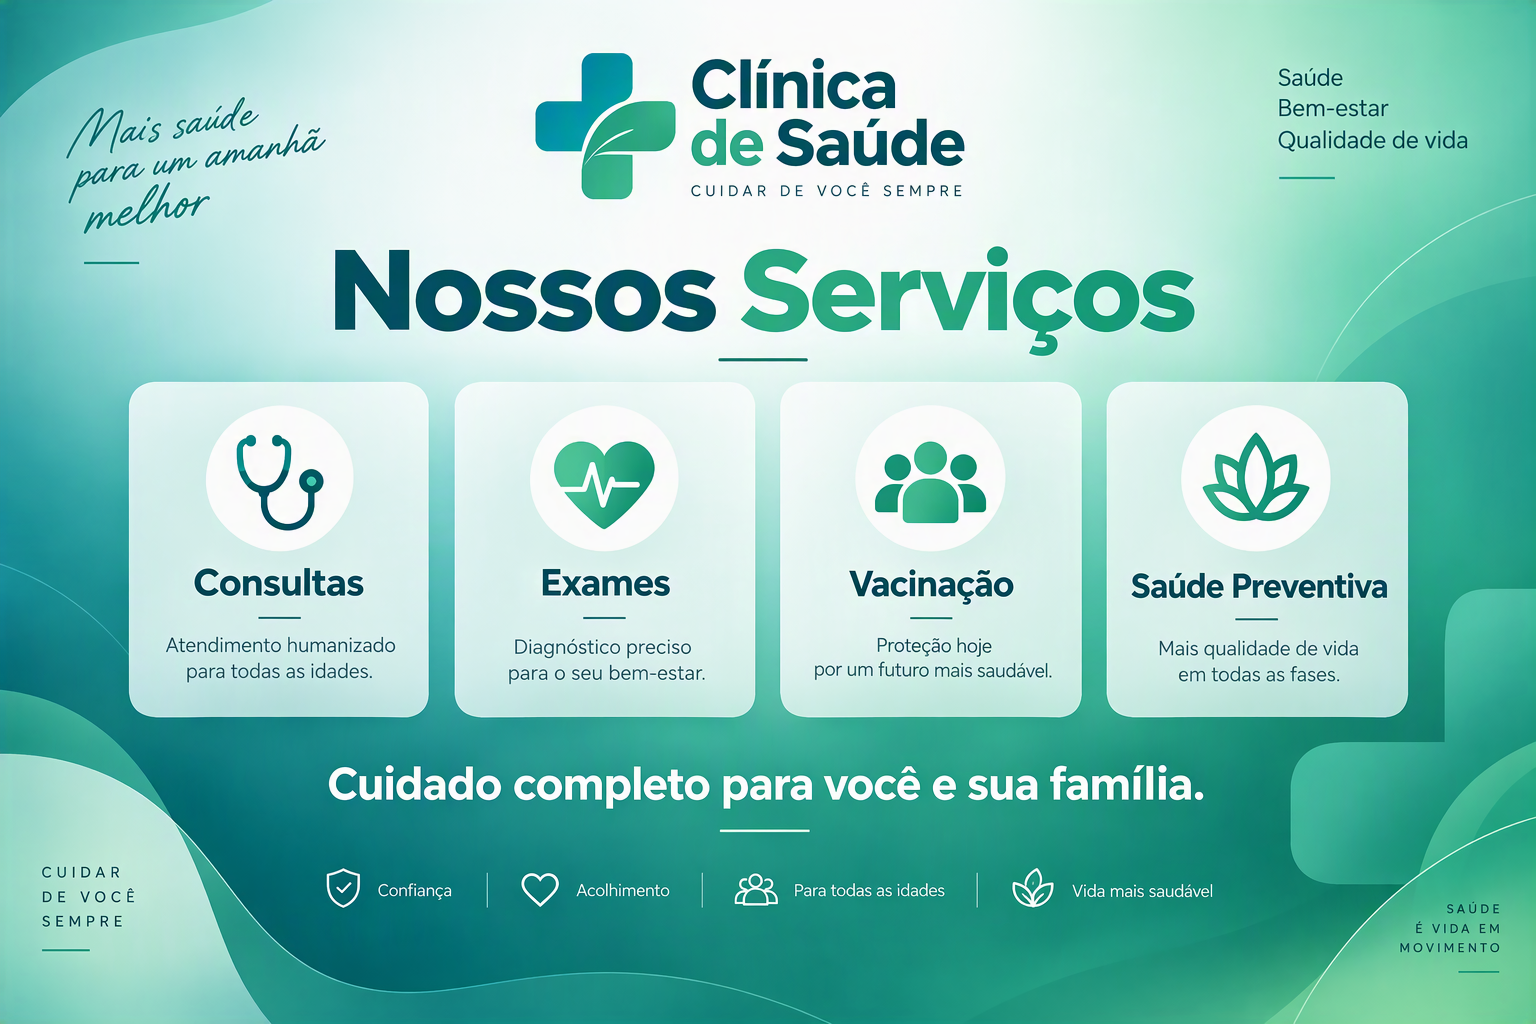 Mais saúde
para um amanhã
melhor
Clínica
de Saúde
CUIDAR DE VOCÊ SEMPRE
Saúde
Bem-estar
Qualidade de vida
Nossos Serviços
Consultas
Atendimento humanizado
para todas as idades.
Exames
Diagnóstico preciso
para o seu bem-estar.
Vacinação
Proteção hoje
por um futuro mais saudável.
Saúde Preventiva
Mais qualidade de vida
em todas as fases.
Cuidado completo para você e sua família.
Confiança
Acolhimento
Para todas as idades
Vida mais saudável
CUIDAR
DE VOCÊ
SEMPRE
SAÚDE
É VIDA EM
MOVIMENTO